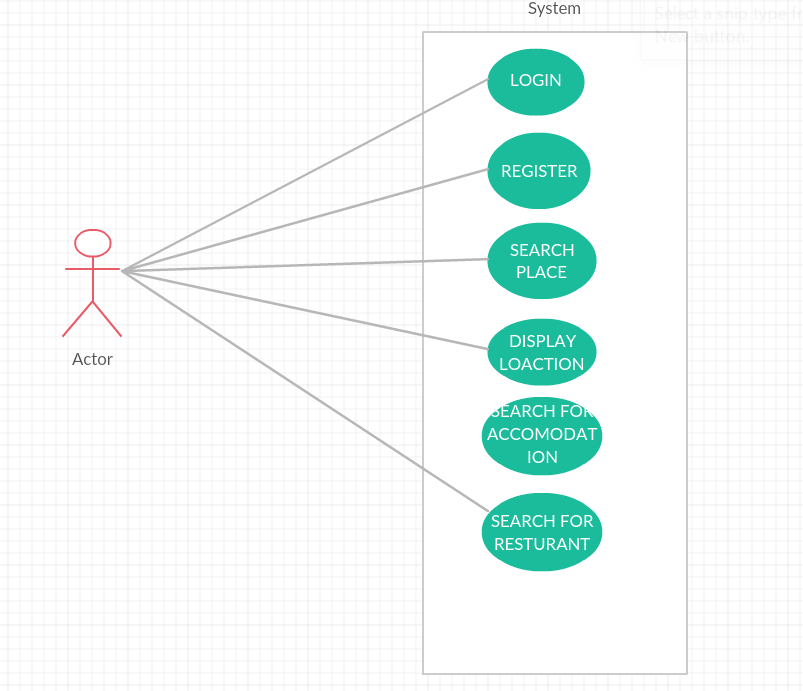 System
Select a snip type fr
New button.
LOGIN
REGISTER
SEARCH
PLACE
DISPLAY
LOACTION
SEARCH FOR
ACCOMODAT
ION
SEARCH FOR
RESTURANT
Actor